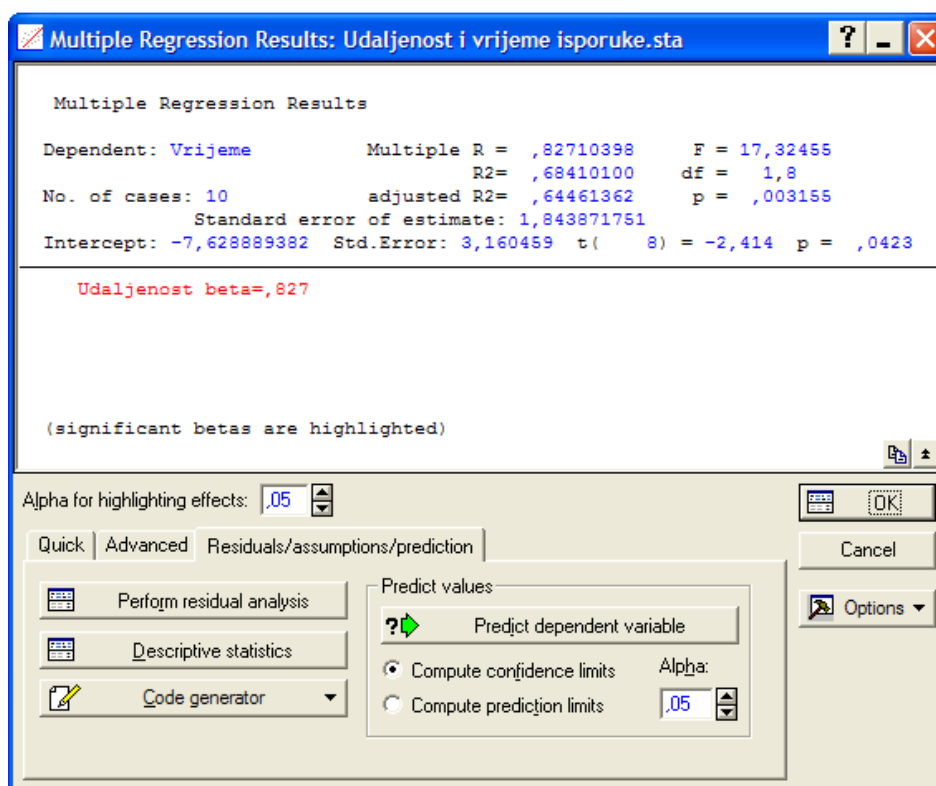 Multiple Regression Results: Udaljenost i vrijeme isporuke.sta
Multiple Regression Results
Dependent: Vrijeme Multiple R = ,82710398 F = 17,32455
R2= ,68410100 df = 1,8
No. of cases: 10 adjusted R2= ,64461362 p = ,003155
Standard error of estimate: 1,843871751
Intercept: -7,628889382 Std.Error: 3,160459 t( 8) = -2,414 p = ,0423
Udaljenost beta=,827
(significant betas are highlighted)
Alpha for highlighting effects: ,05
OK
Quick Advanced Residuals/assumptions/prediction
Cancel
Perform residual analysis
Predict values
Options
?
Predict dependent variable
Descriptive statistics
Compute confidence limits Alpha:
Code generator
Compute prediction limits ,05